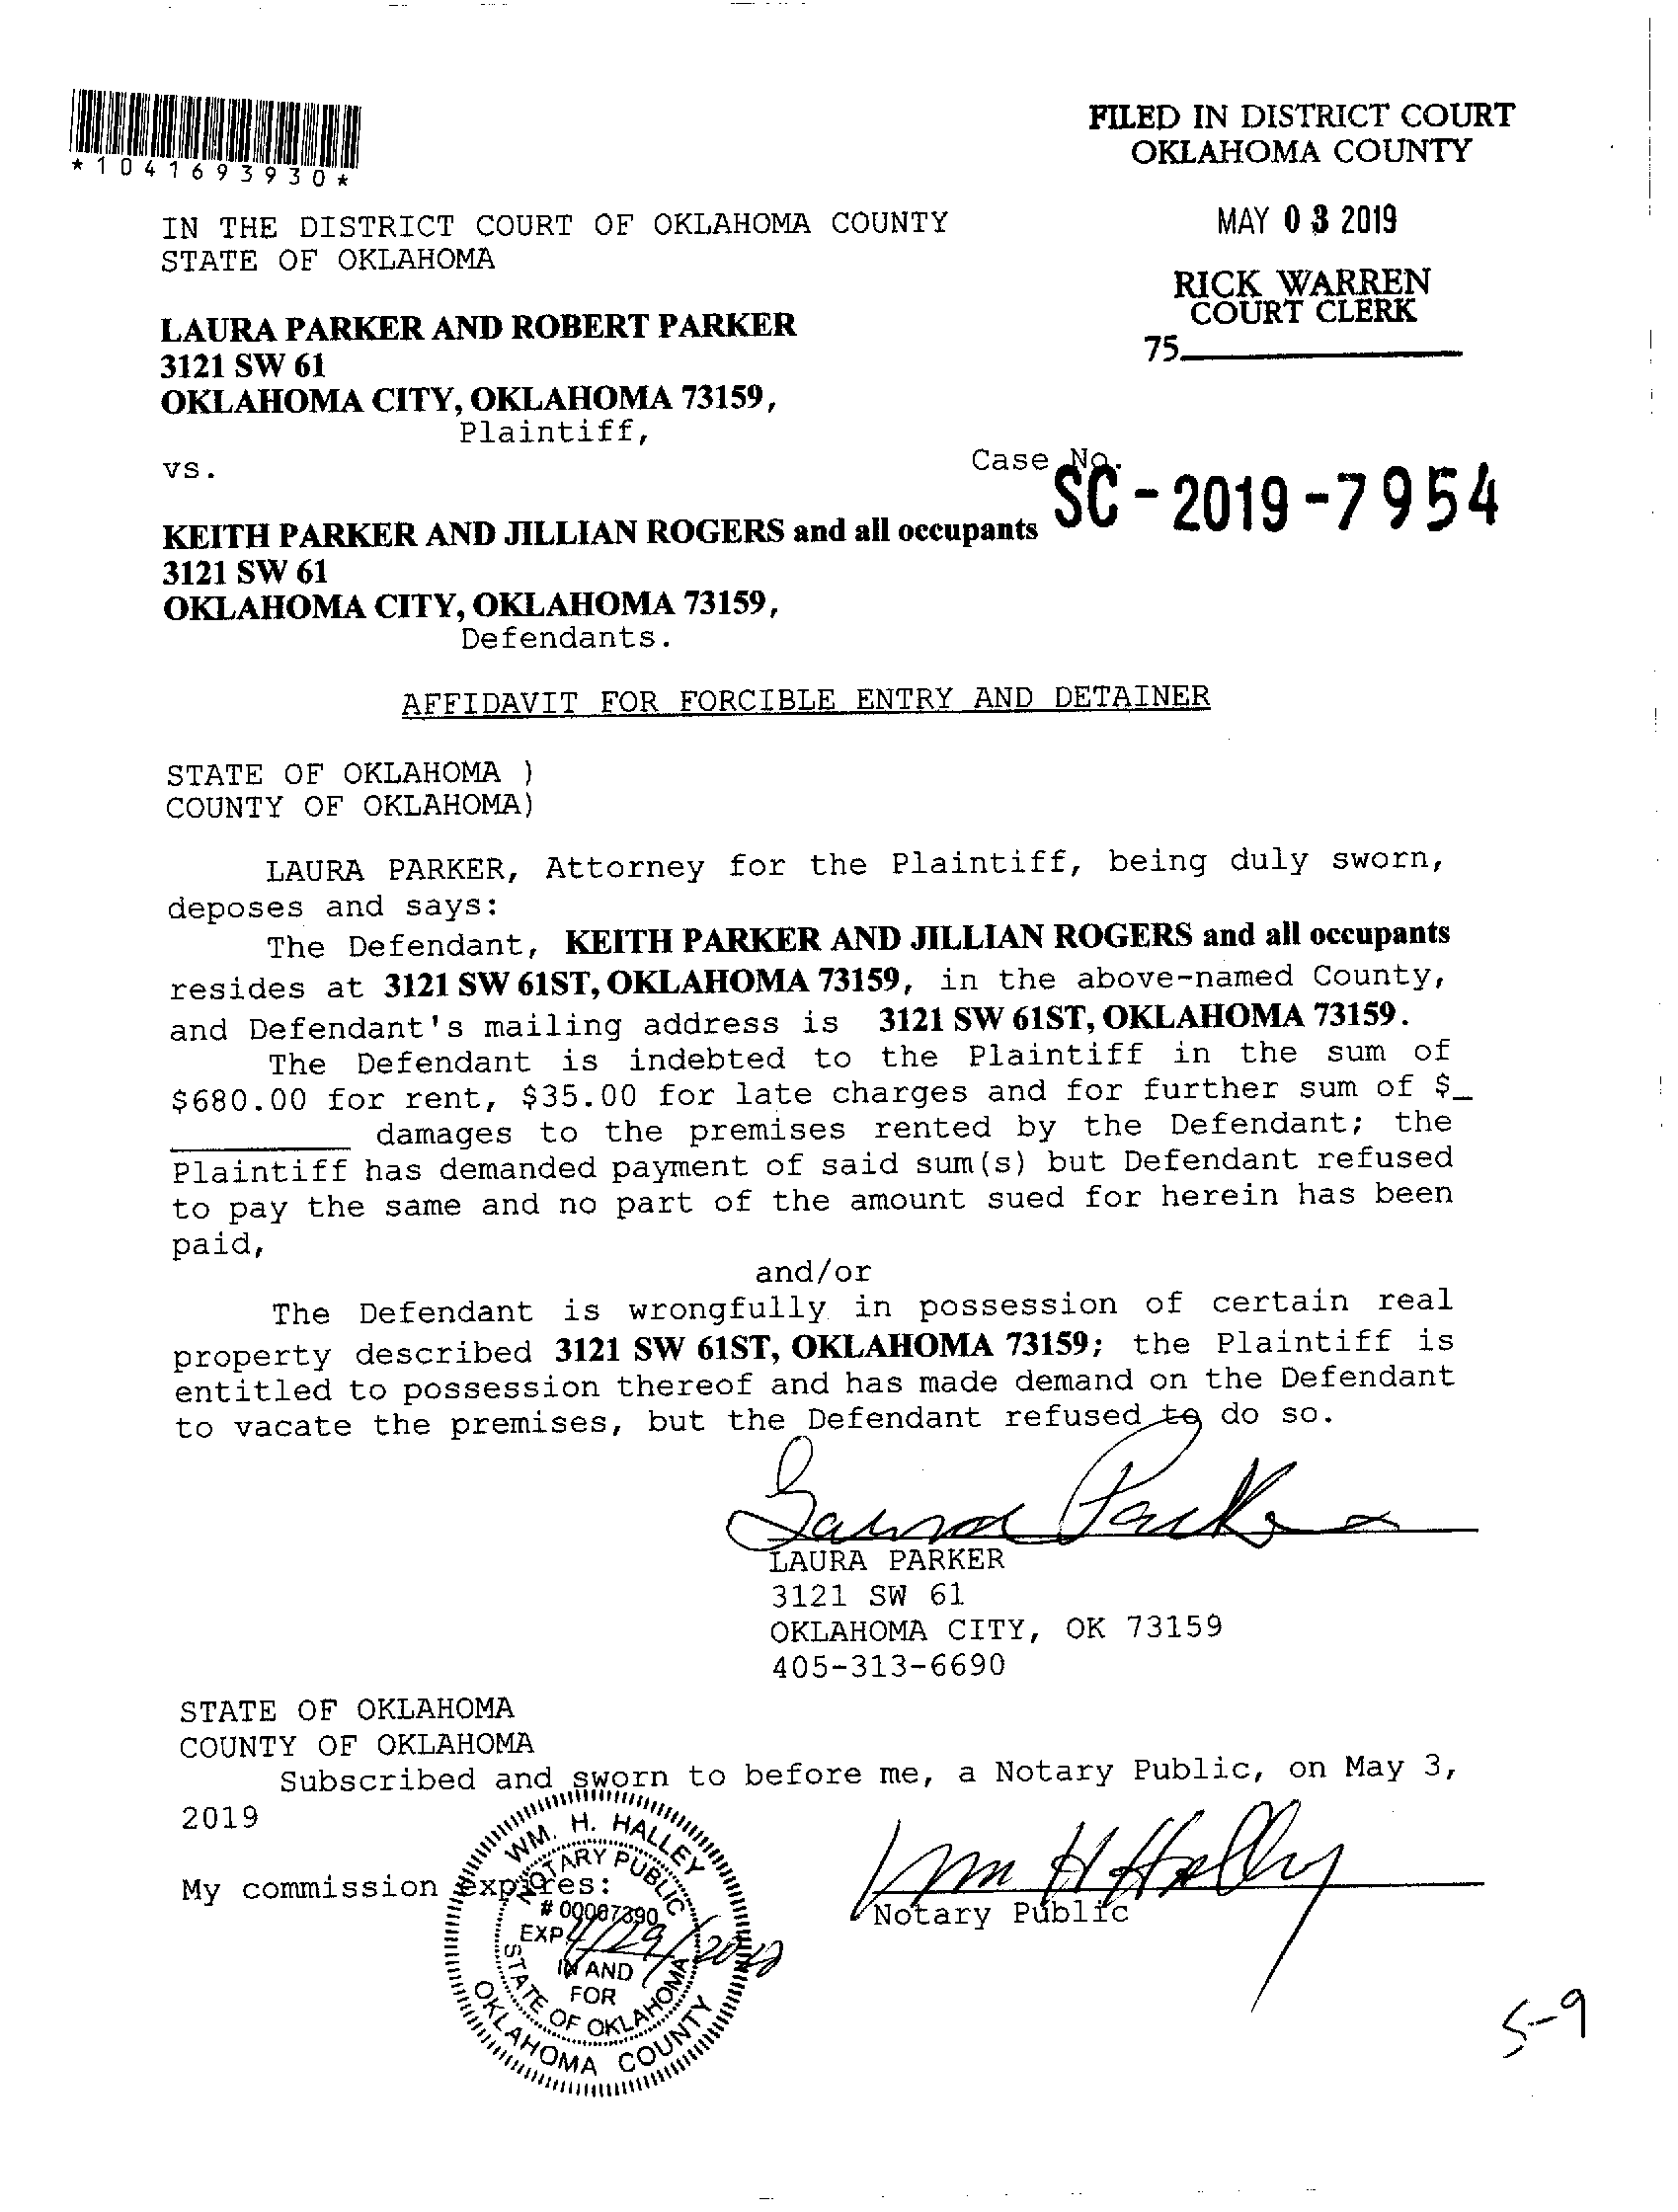 *1041693930*
FILED IN DISTRICT COURT
OKLAHOMA COUNTY
MAY 03 2019
RICK WARREN
COURT CLERK
75
IN THE DISTRICT COURT OF OKLAHOMA COUNTY
STATE OF OKLAHOMA
LAURA PARKER AND ROBERT PARKER
3121 SW 61
OKLAHOMA CITY, OKLAHOMA 73159,
Plaintiff,
vs.
Case No.
SC-2019-7954
KEITH PARKER AND JILLIAN ROGERS and all occupants
3121 SW 61
OKLAHOMA CITY, OKLAHOMA 73159,
Defendants.
AFFIDAVIT FOR FORCIBLE ENTRY AND DETAINER
STATE OF OKLAHOMA )
COUNTY OF OKLAHOMA)
LAURA PARKER, Attorney for the Plaintiff, being duly sworn,
deposes and says:
The Defendant, KEITH PARKER AND JILLIAN ROGERS and all occupants
resides at 3121 SW 61ST, OKLAHOMA 73159, in the above-named County,
and Defendant's mailing address is 3121 SW 61ST, OKLAHOMA 73159.
The Defendant is indebted to the Plaintiff in the sum of
$680.00 for rent, $35.00 for late charges and for further sum of $_
_________ damages to the premises rented by the Defendant; the
Plaintiff has demanded payment of said sum(s) but Defendant refused
to pay the same and no part of the amount sued for herein has been
paid,
and/or
The Defendant is wrongfully in possession of certain real
property described 3121 SW 61ST, OKLAHOMA 73159; the Plaintiff is
entitled to possession thereof and has made demand on the Defendant
to vacate the premises, but the Defendant refused to do so.
Laura Parker
LAURA PARKER
3121 SW 61
OKLAHOMA CITY, OK 73159
405-313-6690
STATE OF OKLAHOMA
COUNTY OF OKLAHOMA
Subscribed and sworn to before me, a Notary Public, on May 3,
2019
My commission expires:
WM. H. HALLEY
NOTARY PUBLIC
# 00007390
EXP. 4/29/
IN AND
FOR
STATE OF OKLAHOMA
OKLAHOMA COUNTY
Wm H Halley
Notary Public
5-9